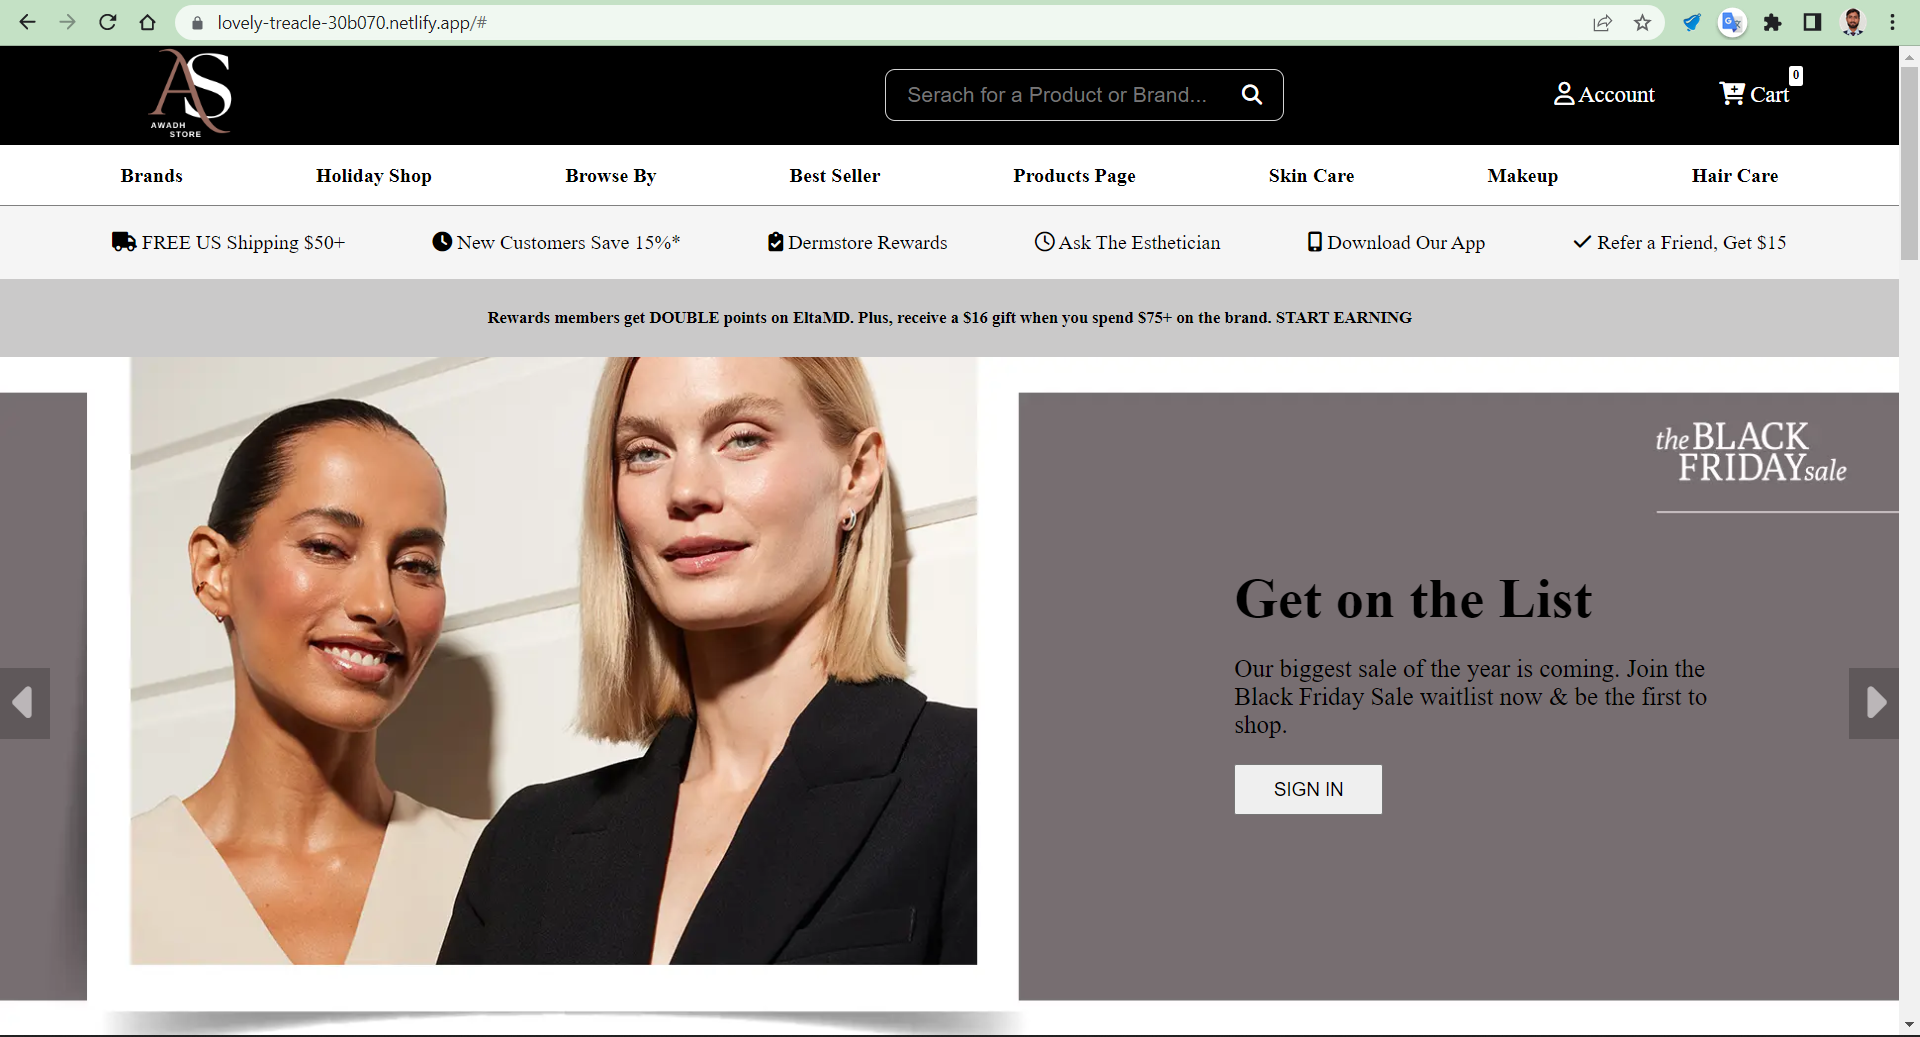 lovely-treacle-30b070.netlify.app/#
AS
AWADH
STORE
Serach for a Product or Brand...
Account
Cart
0
Brands
Holiday Shop
Browse By
Best Seller
Products Page
Skin Care
Makeup
Hair Care
FREE US Shipping $50+
New Customers Save 15%*
Dermstore Rewards
Ask The Esthetician
Download Our App
Refer a Friend, Get $15
Rewards members get DOUBLE points on EltaMD. Plus, receive a $16 gift when you spend $75+ on the brand. START EARNING
the BLACK
FRIDAY sale
Get on the List
Our biggest sale of the year is coming. Join the
Black Friday Sale waitlist now & be the first to
shop.
SIGN IN